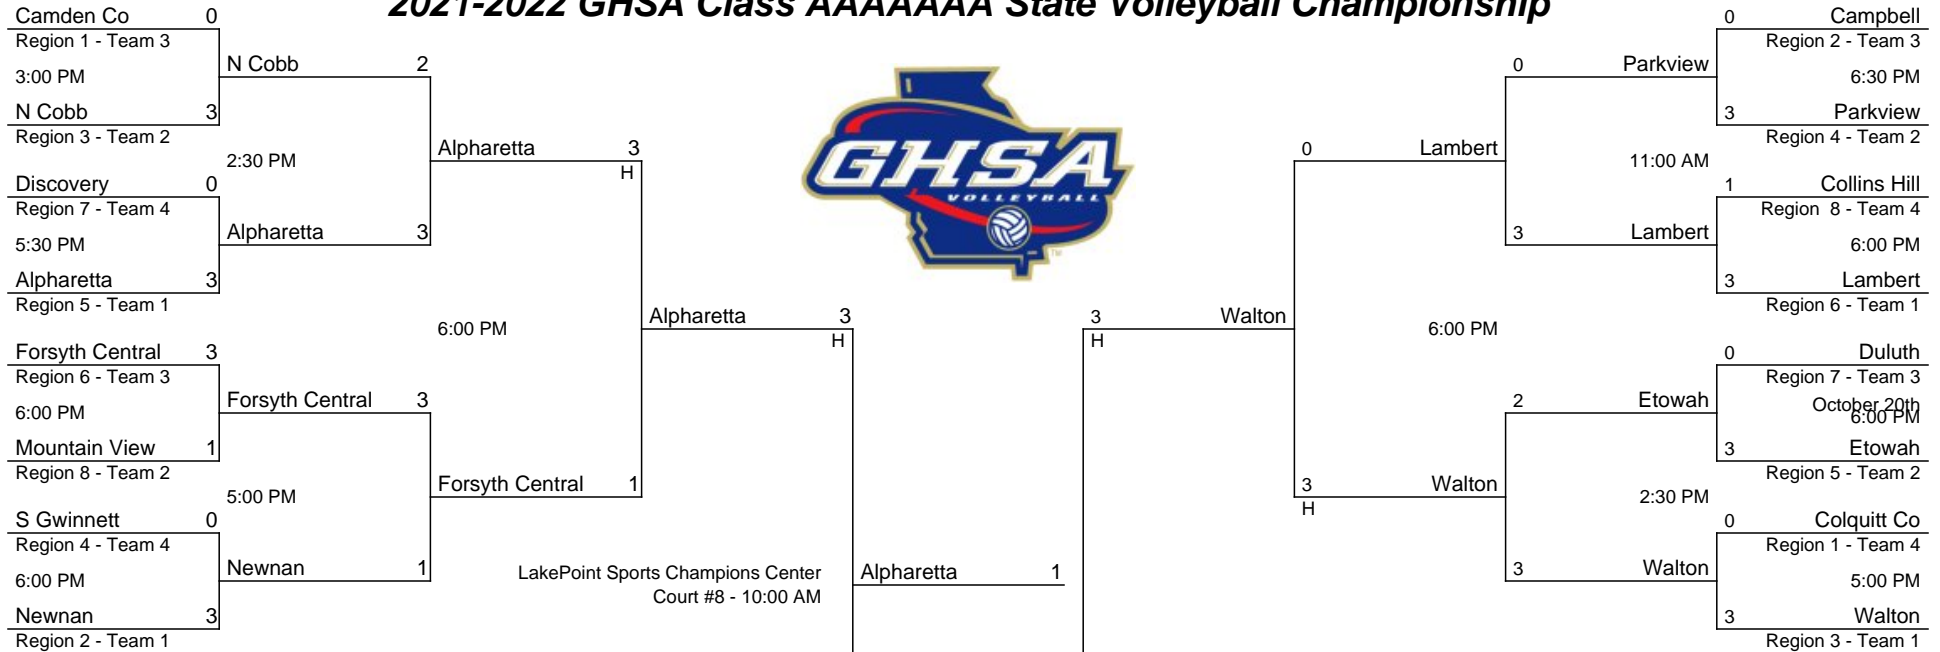 2021-2022 GHSA Class AAAAAAA State Volleyball Championship
Camden Co 0
Region 1 - Team 3
3:00 PM
N Cobb 3
Region 3 - Team 2
Discovery 0
Region 7 - Team 4
5:30 PM
Alpharetta 3
Region 5 - Team 1
Forsyth Central 3
Region 6 - Team 3
6:00 PM
Mountain View 1
Region 8 - Team 2
S Gwinnett 0
Region 4 - Team 4
6:00 PM
Newnan 3
Region 2 - Team 1
N Cobb 2
2:30 PM
Alpharetta 3
Forsyth Central 3
5:00 PM
Newnan 1
Alpharetta 3
H
6:00 PM
Forsyth Central 1
Alpharetta 3
H
LakePoint Sports Champions Center
Court #8 - 10:00 AM
Alpharetta 1
GHSA
VOLLEYBALL
TM
3 Walton
H
0 Lambert
6:00 PM
3 Walton
H
0 Parkview
11:00 AM
3 Lambert
2 Etowah
2:30 PM
3 Walton
0 Campbell
Region 2 - Team 3
6:30 PM
3 Parkview
Region 4 - Team 2
1 Collins Hill
Region 8 - Team 4
6:00 PM
3 Lambert
Region 6 - Team 1
0 Duluth
Region 7 - Team 3
October 20th
6:00 PM
3 Etowah
Region 5 - Team 2
0 Colquitt Co
Region 1 - Team 4
5:00 PM
3 Walton
Region 3 - Team 1